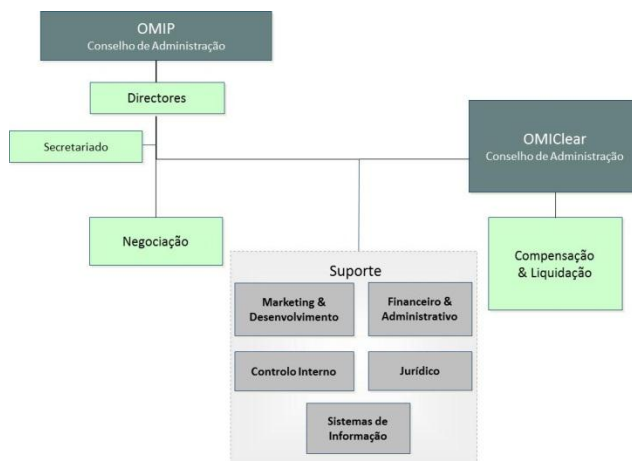 OMIP
Conselho de Administração
Directores
Secretariado
OMIClear
Conselho de Administração
Negociação
Compensação
& Liquidação
Suporte
Marketing &
Desenvolvimento
Financeiro &
Administrativo
Controlo Interno
Jurídico
Sistemas de
Informação